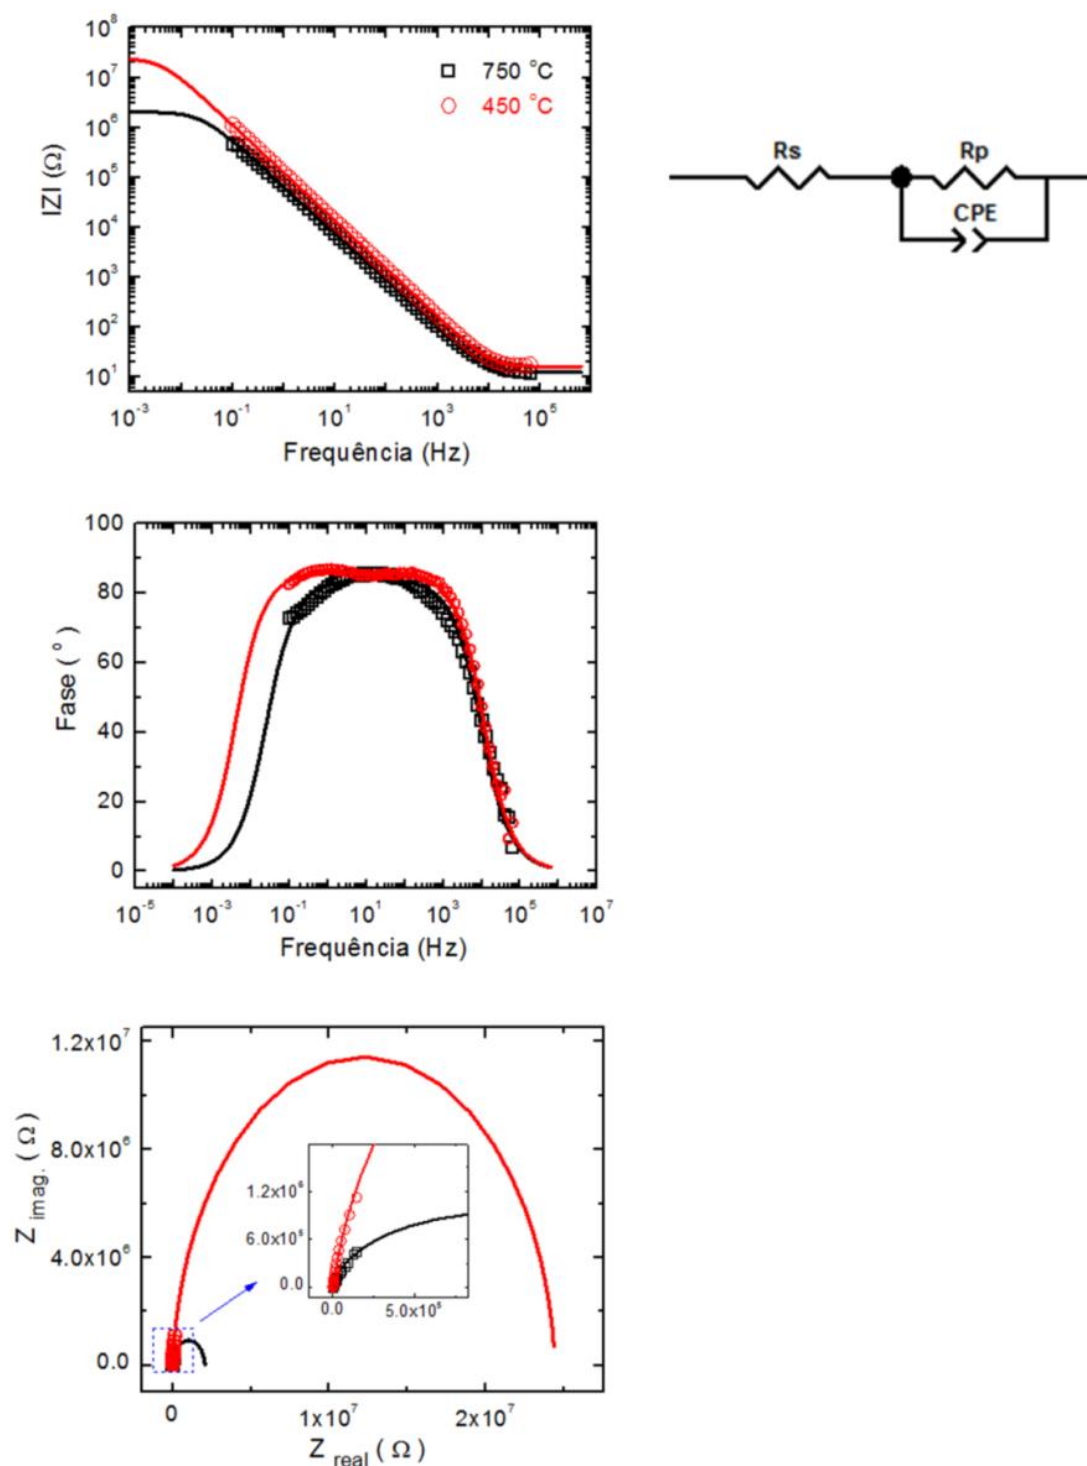 10⁸
10⁷
10⁶
10⁵
10⁴
10³
10²
10¹
IZI (Ω)
750 °C
450 °C
10⁻³ 10⁻¹ 10¹ 10³ 10⁵
Frequência (Hz)
Rs Rp
CPE
100
80
60
40
20
0
Fase ( ° )
10⁻⁵ 10⁻³ 10⁻¹ 10¹ 10³ 10⁵ 10⁷
Frequência (Hz)
1.2x10⁷
8.0x10⁶
4.0x10⁶
0.0
Z imag. ( Ω )
1.2x10⁶
6.0x10⁵
0.0
0.0 5.0x10⁵
0 1x10⁷ 2x10⁷
Z real ( Ω )